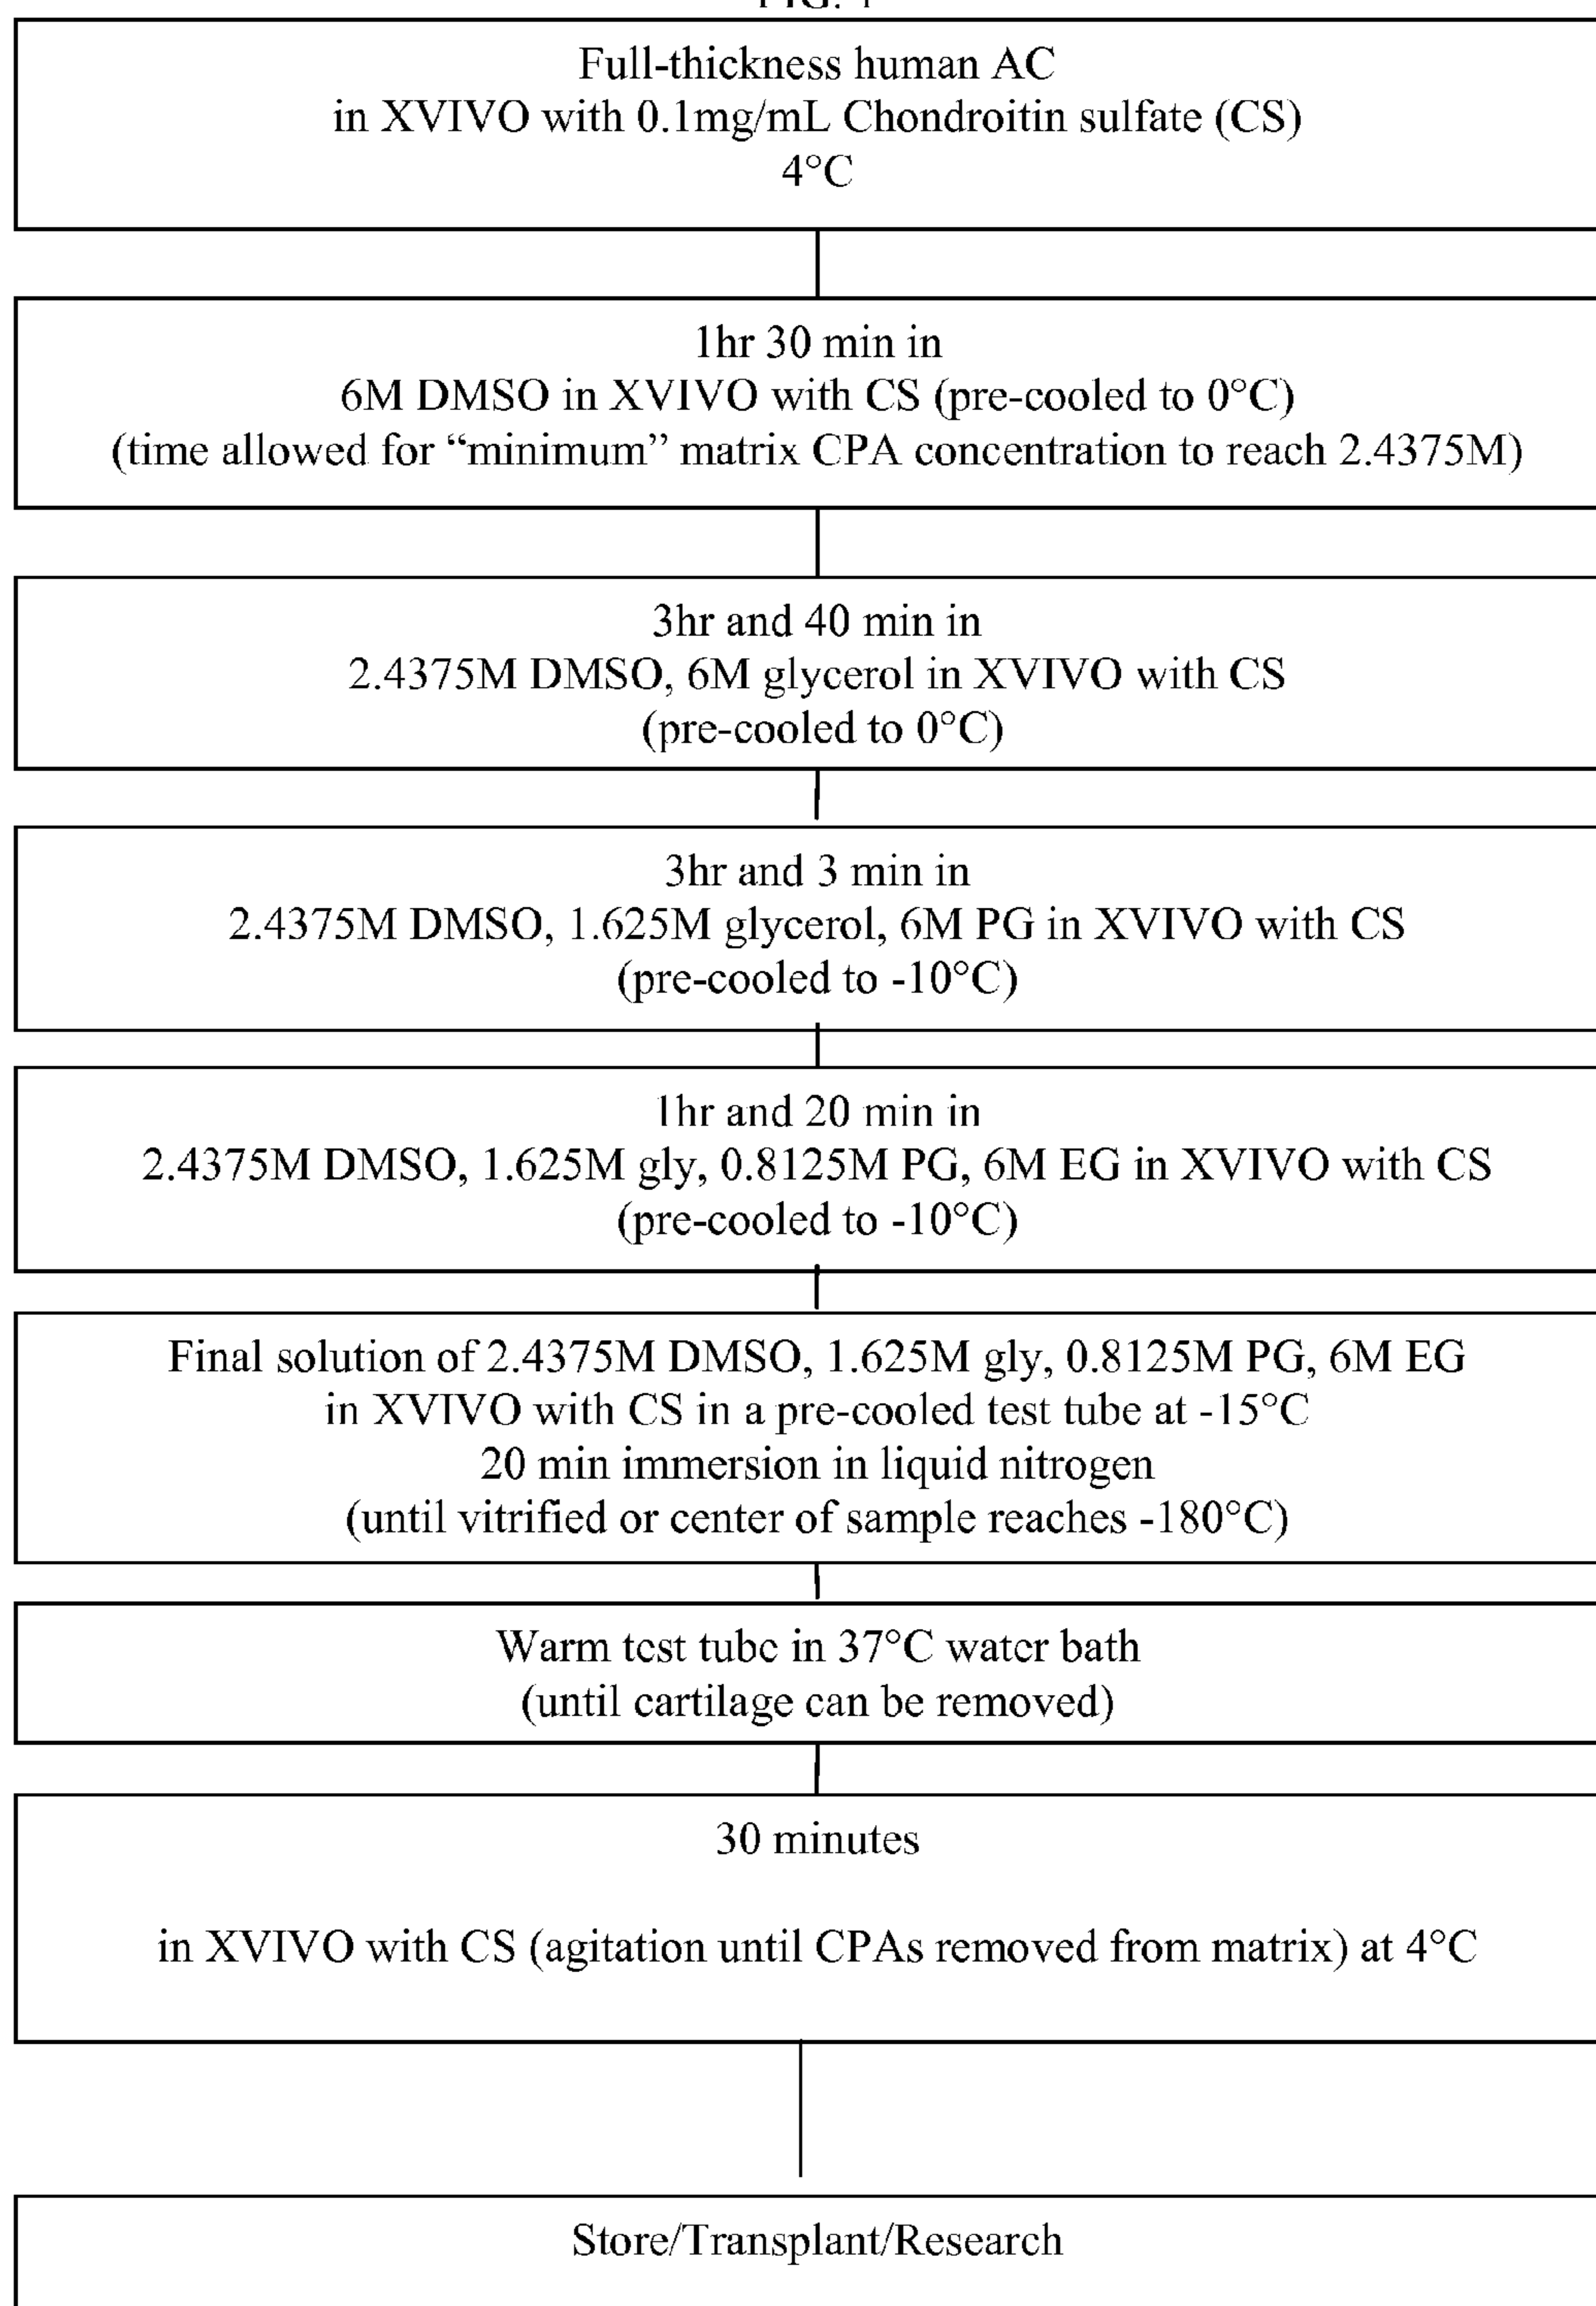 Full-thickness human AC
in XVIVO with 0.1mg/mL Chondroitin sulfate (CS)
4°C
1hr 30 min in
6M DMSO in XVIVO with CS (pre-cooled to 0°C)
(time allowed for “minimum” matrix CPA concentration to reach 2.4375M)
3hr and 40 min in
2.4375M DMSO, 6M glycerol in XVIVO with CS
(pre-cooled to 0°C)
3hr and 3 min in
2.4375M DMSO, 1.625M glycerol, 6M PG in XVIVO with CS
(pre-cooled to -10°C)
1hr and 20 min in
2.4375M DMSO, 1.625M gly, 0.8125M PG, 6M EG in XVIVO with CS
(pre-cooled to -10°C)
Final solution of 2.4375M DMSO, 1.625M gly, 0.8125M PG, 6M EG
in XVIVO with CS in a pre-cooled test tube at -15°C
20 min immersion in liquid nitrogen
(until vitrified or center of sample reaches -180°C)
Warm test tube in 37°C water bath
(until cartilage can be removed)
30 minutes
in XVIVO with CS (agitation until CPAs removed from matrix) at 4°C
Store/Transplant/Research